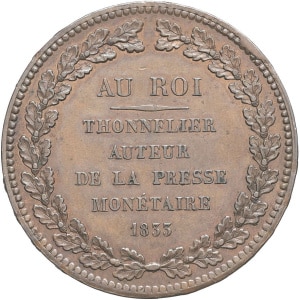 AU ROI
THONNELIER
AUTEUR
DE LA PRESSE
MONÉTAIRE
1833